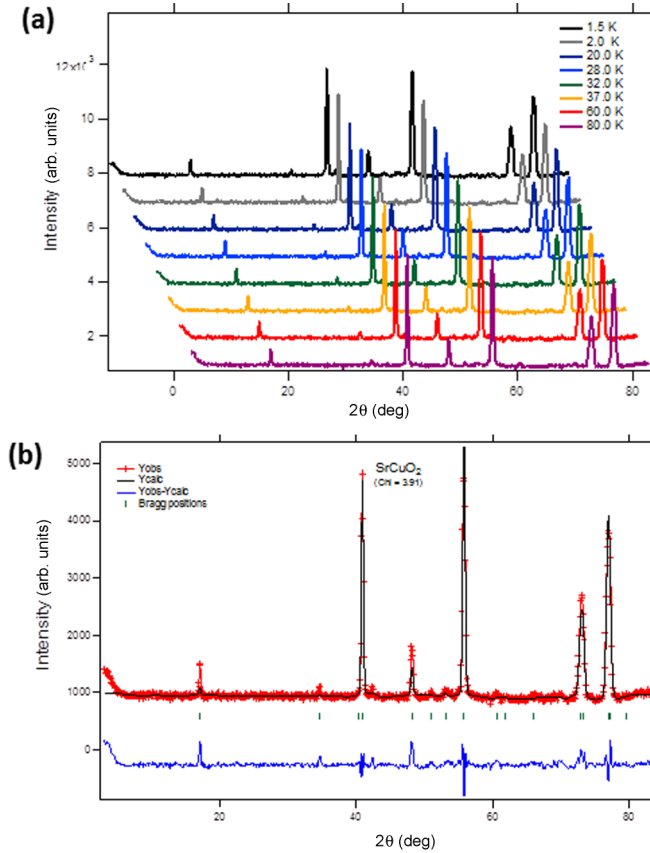 (a)
12x10³
10
8
6
4
2
Intensity (arb. units)
1.5 K
2.0 K
20.0 K
28.0 K
32.0 K
37.0 K
60.0 K
80.0 K
0 20 40 60 80
2θ (deg)
(b)
5000
4000
3000
2000
1000
0
Intensity (arb. units)
Yobs
Ycalc
Yobs-Ycalc
Bragg positions
SrCuO₂
(Chi = 3.91)
20 40 60 80
2θ (deg)